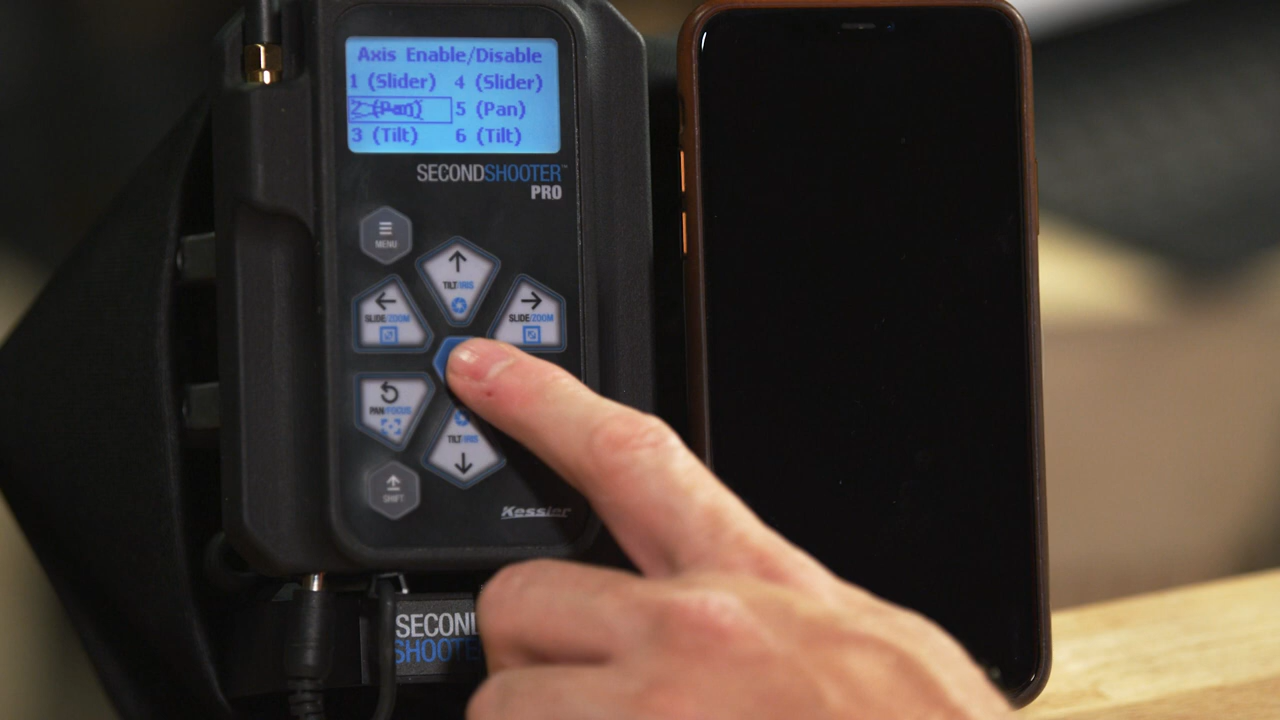 Axis Enable/Disable
1 (Slider) 4 (Slider)
2 (Pan) 5 (Pan)
3 (Tilt) 6 (Tilt)
SECONDSHOOTER™
PRO
MENU
TILT/IRIS
SLIDE/ZOOM SLIDE/ZOOM
PAN/FOCUS
TILT/IRIS
SHIFT
Kessler
SECOND
SHOOTE